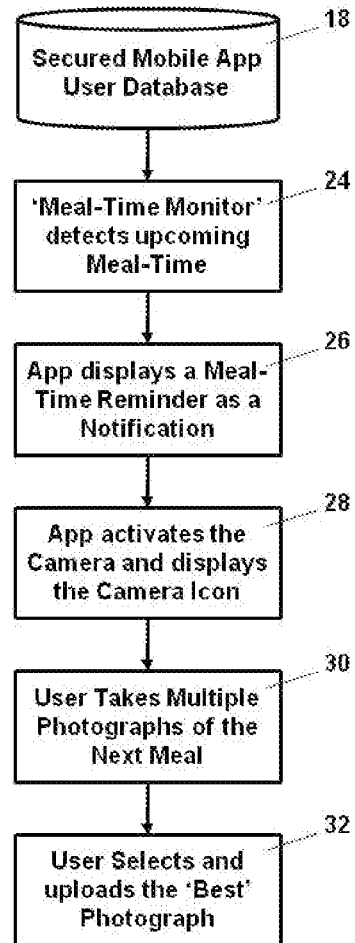 18
Secured Mobile App
User Database
24
‘Meal-Time Monitor’
detects upcoming
Meal-Time
26
App displays a Meal-
Time Reminder as a
Notification
28
App activates the
Camera and displays
the Camera Icon
30
User Takes Multiple
Photographs of the
Next Meal
32
User Selects and
uploads the ‘Best’
Photograph